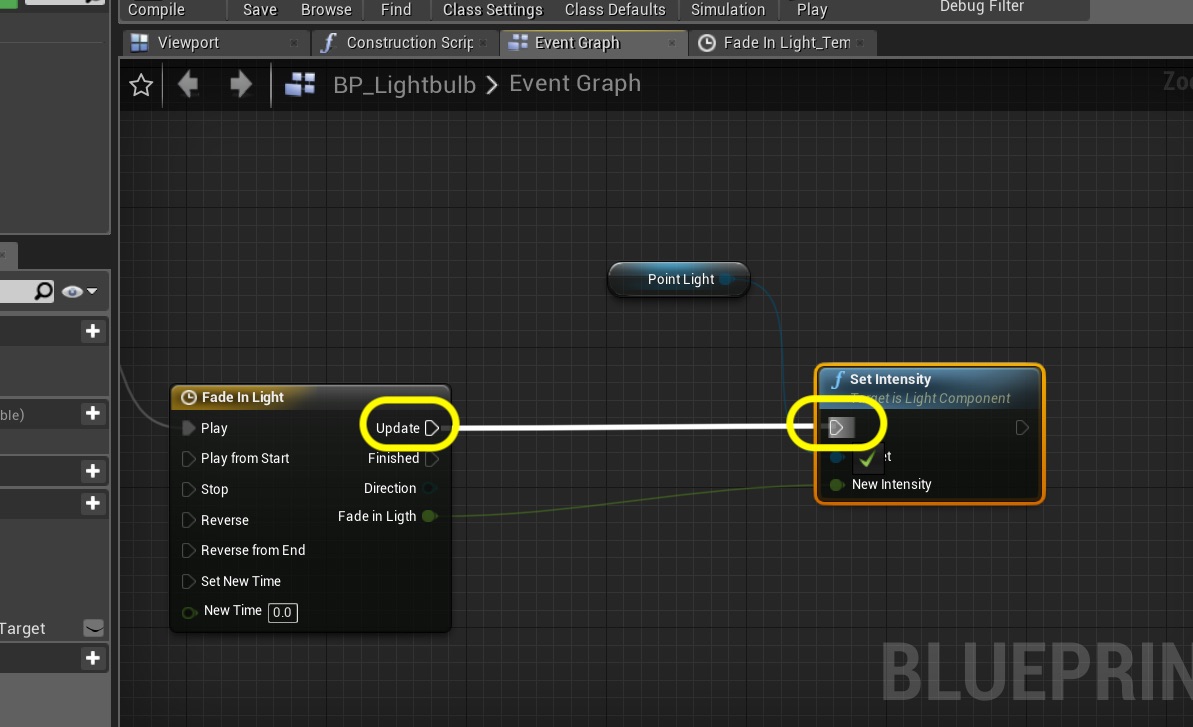 Compile Save Browse Find Class Settings Class Defaults Simulation Play Debug Filter
Viewport Construction Scrip Event Graph Fade In Light_Tem
BP_Lightbulb Event Graph
Zo
Point Light
Set Intensity
Target is Light Component
Fade In Light
Play Update
Play from Start Finished
et
Stop Direction
New Intensity
Reverse Fade in Ligth
Reverse from End
Set New Time
New Time 0.0
ble)
Target
BLUEPRIN